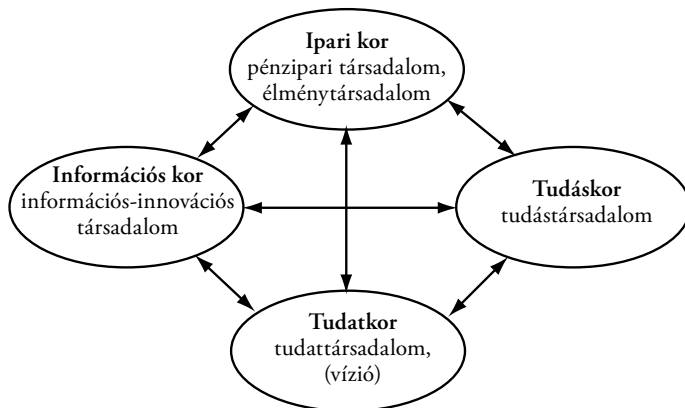 Ipari kor
pénzipari társadalom,
élménytársadalom
Információs kor
információs-innovációs
társadalom
Tudáskor
tudástársadalom
Tudatkor
tudattársadalom,
(vízió)